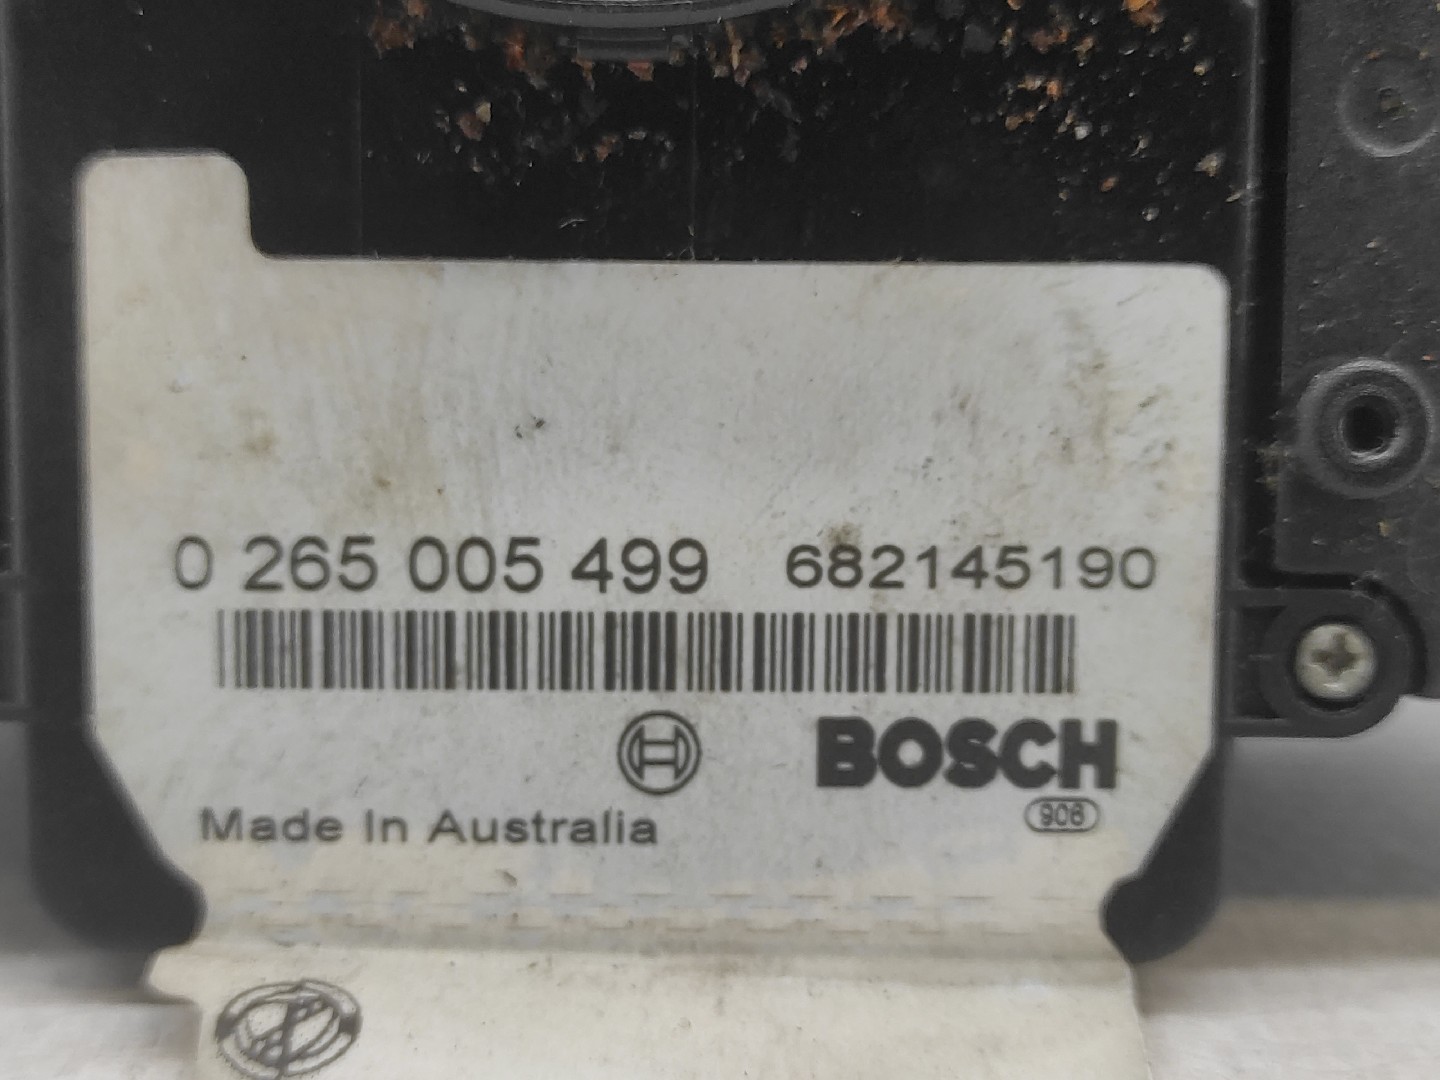 0 265 005 499 682145190
BOSCH
Made In Australia
906